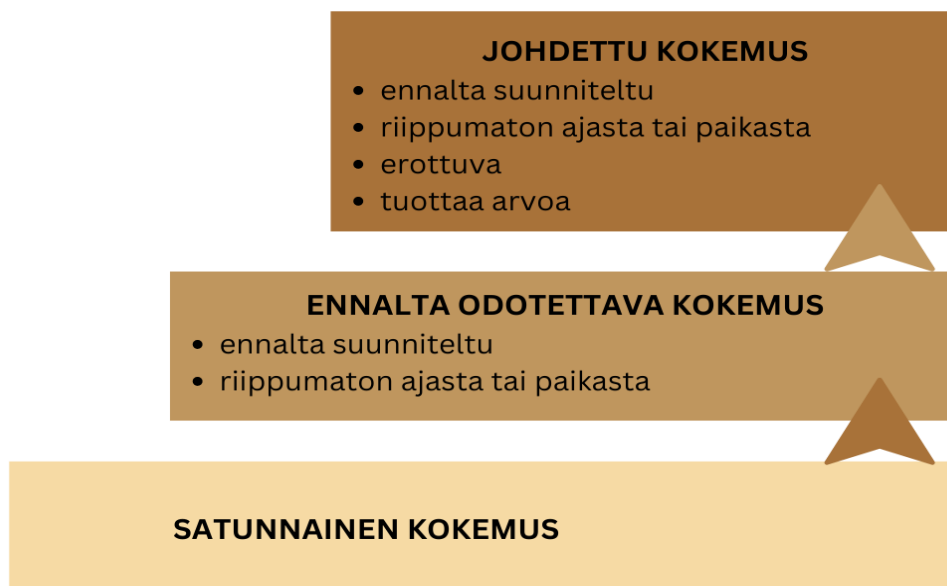 JOHDETTU KOKEMUS
• ennalta suunniteltu
• riippumaton ajasta tai paikasta
• erottuva
• tuottaa arvoa
ENNALTA ODOTETTAVA KOKEMUS
• ennalta suunniteltu
• riippumaton ajasta tai paikasta
SATUNNAINEN KOKEMUS